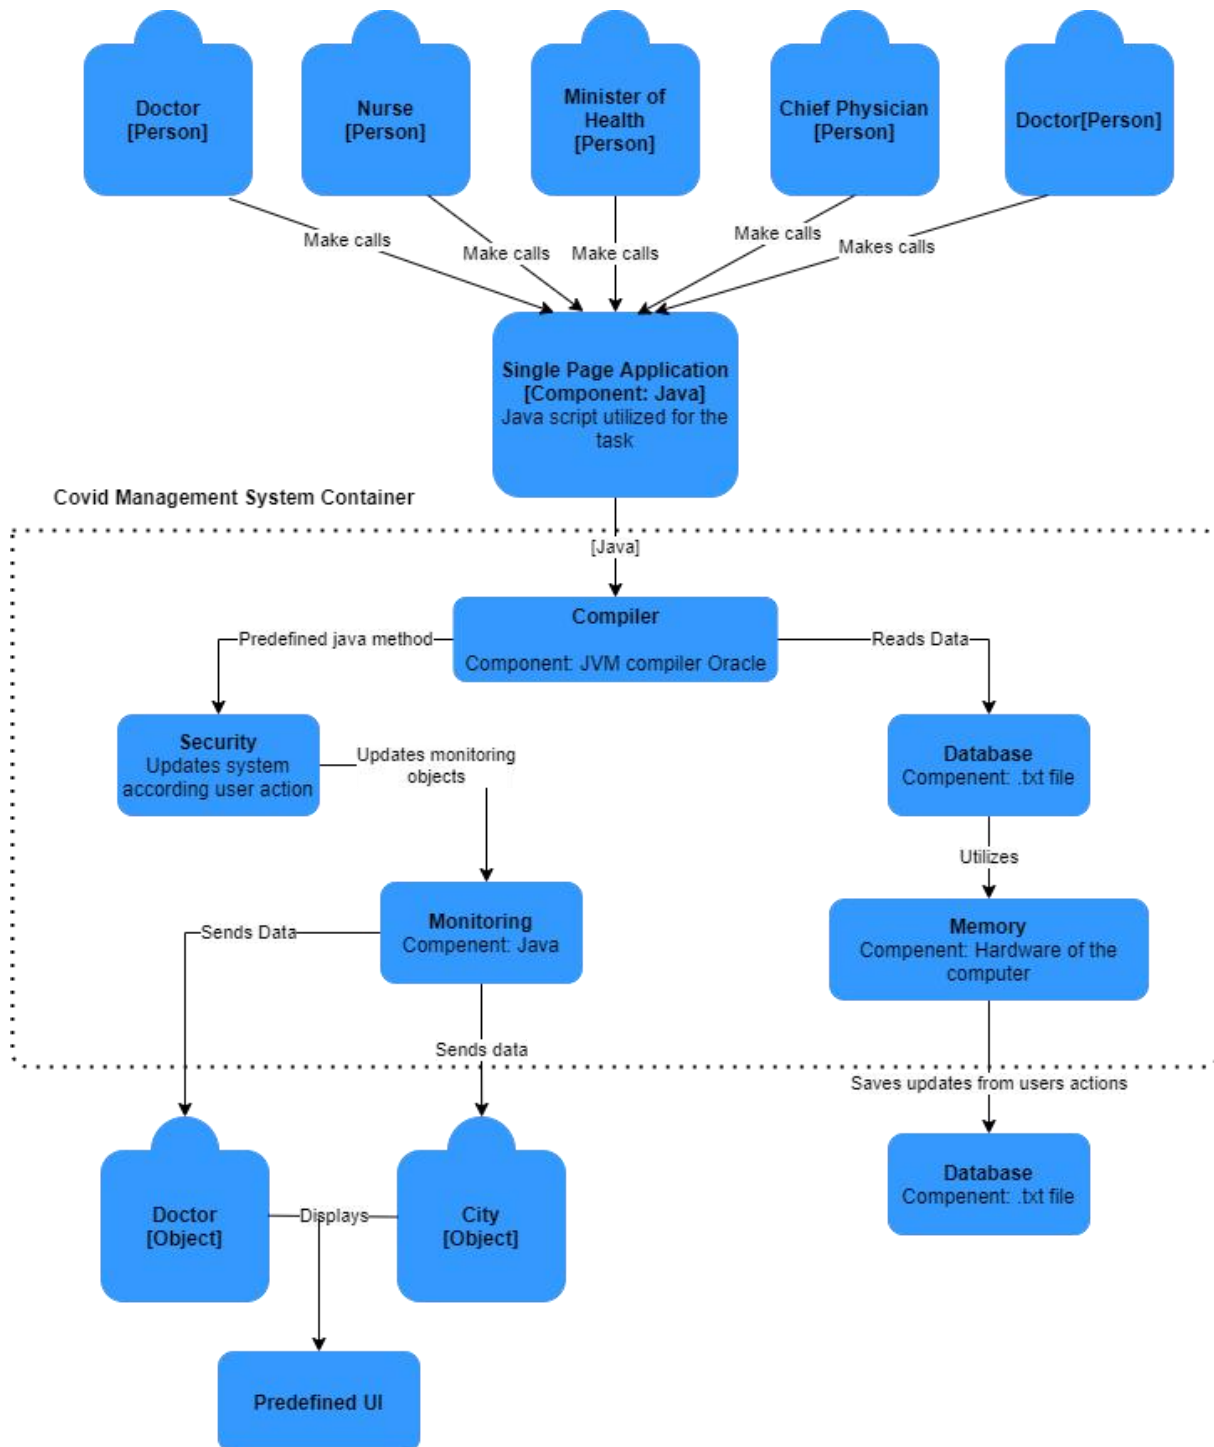 Doctor
[Person]
Nurse
[Person]
Minister of
Health
[Person]
Chief Physician
[Person]
Doctor[Person]
Make calls
Make calls
Make calls
Make calls
Makes calls
Single Page Application
[Component: Java]
Java script utilized for the
task
Covid Management System Container
[Java]
Compiler
Component: JVM compiler Oracle
Predefined java method
Reads Data
Security
Updates system
according user action
Updates monitoring
objects
Database
Compenent: .txt file
Utilizes
Monitoring
Compenent: Java
Memory
Compenent: Hardware of the
computer
Sends Data
Sends data
Saves updates from users actions
Doctor
[Object]
Displays
City
[Object]
Database
Compenent: .txt file
Predefined UI